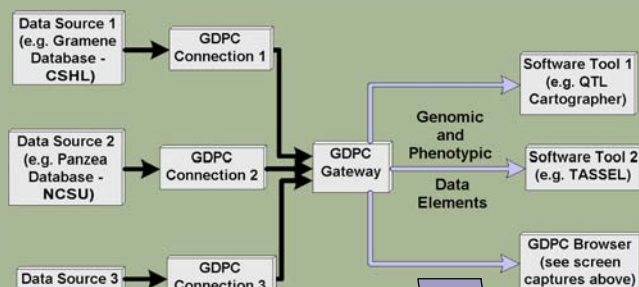 Data Source 1
(e.g. Gramene
Database -
CSHL)
GDPC
Connection 1
Data Source 2
(e.g. Panzea
Database -
NCSU)
GDPC
Connection 2
Data Source 3
GDPC
Connection 3
GDPC
Gateway
Genomic
and
Phenotypic
Data
Elements
Software Tool 1
(e.g. QTL
Cartographer)
Software Tool 2
(e.g. TASSEL)
GDPC Browser
(see screen
captures above)